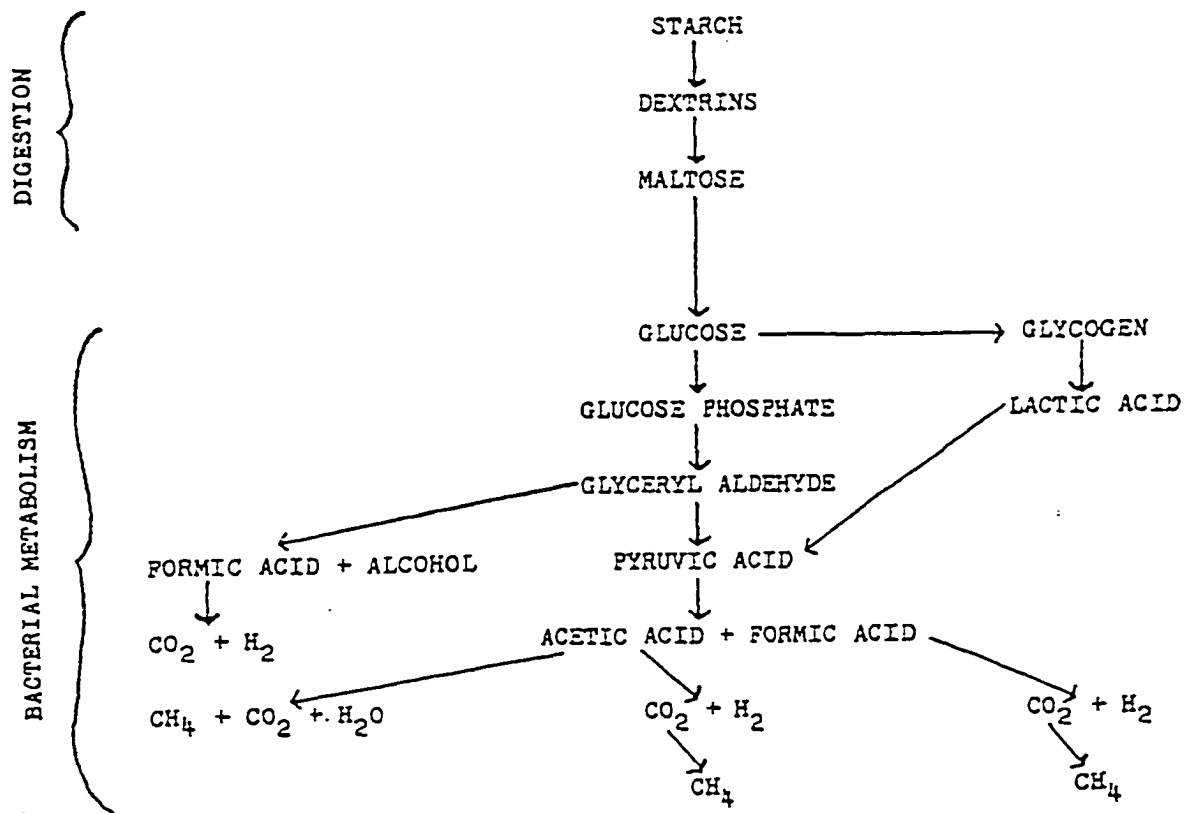 STARCH
DIGESTION
DEXTRINS
MALTOSE
GLUCOSE
GLYCOGEN
GLUCOSE PHOSPHATE
LACTIC ACID
BACTERIAL METABOLISM
GLYCERYL ALDEHYDE
FORMIC ACID + ALCOHOL
PYRUVIC ACID
CO₂ + H₂
ACETIC ACID + FORMIC ACID
CH₄ + CO₂ + H₂O
CO₂ + H₂
CO₂ + H₂
CH₄
CH₄